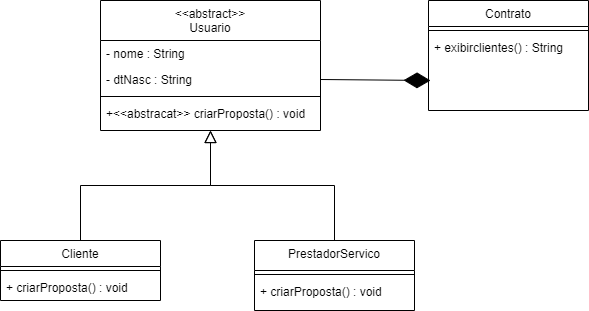 <<abstract>>
Usuario
- nome : String
- dtNasc : String
+<<abstracat>> criarProposta() : void
Contrato
+ exibirclientes() : String
Cliente
+ criarProposta() : void
PrestadorServico
+ criarProposta() : void